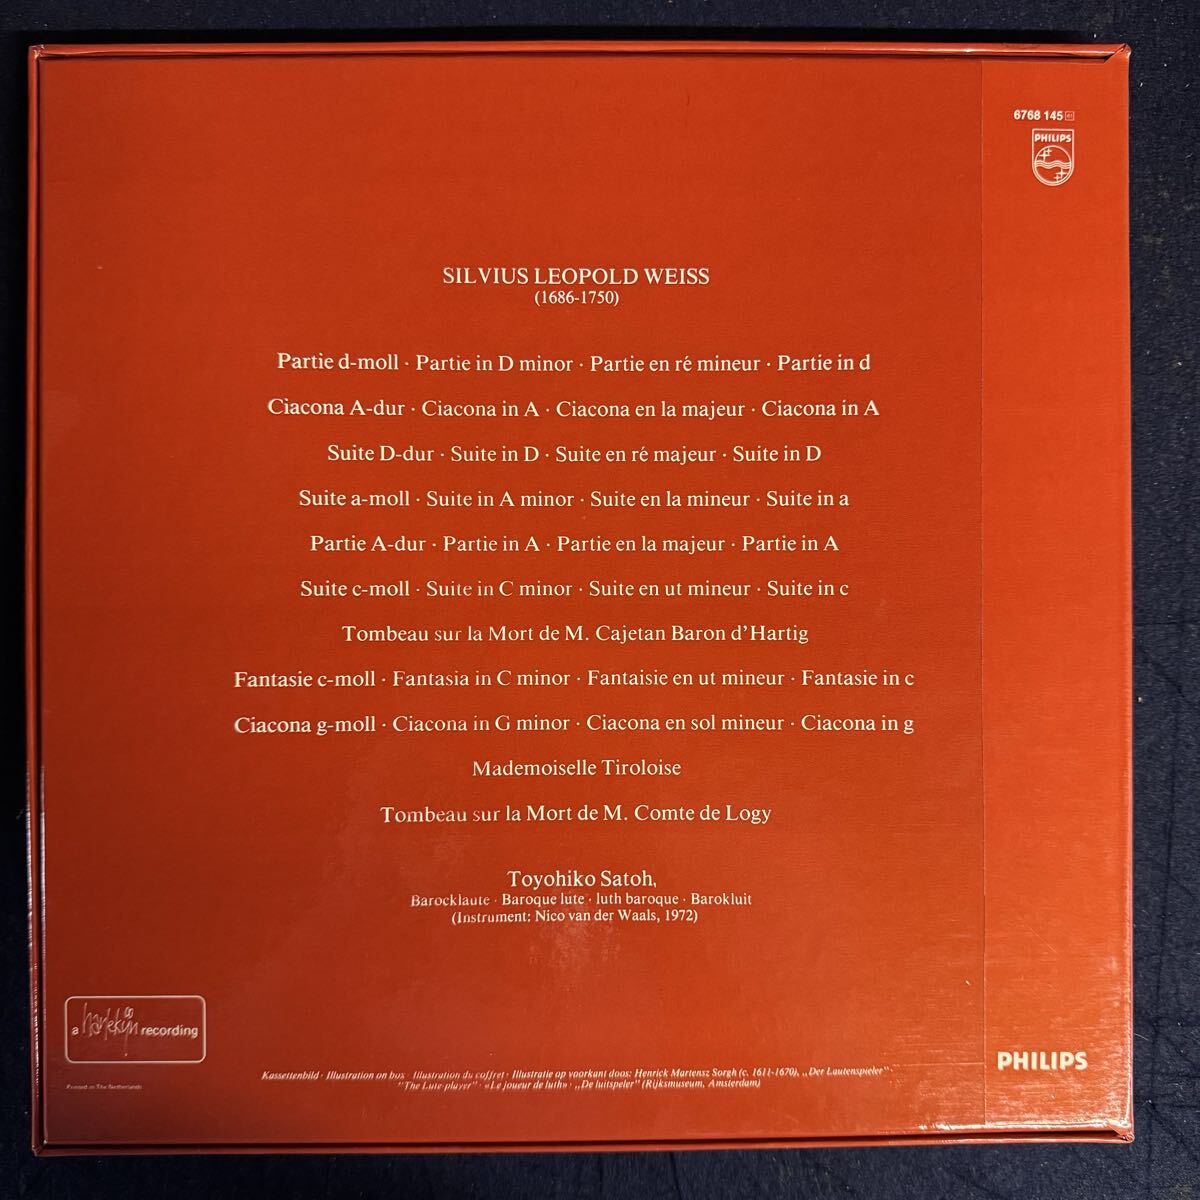 6768 145
PHILIPS
SILVIUS LEOPOLD WEISS
(1686-1750)
Partie d-moll · Partie in D minor · Partie en ré mineur · Partie in d
Ciacona A-dur · Ciacona in A · Ciacona en la majeur · Ciacona in A
Suite D-dur · Suite in D · Suite en ré majeur · Suite in D
Suite a-moll · Suite in A minor · Suite en la mineur · Suite in a
Partie A-dur · Partie in A · Partie en la majeur · Partie in A
Suite c-moll · Suite in C minor · Suite en ut mineur · Suite in c
Tombeau sur la Mort de M. Cajetan Baron d'Hartig
Fantasie c-moll · Fantasia in C minor · Fantaisie en ut mineur · Fantasie in c
Ciacona g-moll · Ciacona in G minor · Ciacona en sol mineur · Ciacona in g
Mademoiselle Tiroloise
Tombeau sur la Mort de M. Comte de Logy
Toyohiko Satoh,
Barocklaute · Baroque lute · luth baroque · Barokluit
(Instrument: Nico van der Waals, 1972)
a harlekijn recording
Printed in The Netherlands
Kassettenbild · Illustration on box · Illustration du coffret · Illustratie op voorkant doos: Henrick Martensz Sorgh (c. 1611-1670), „Der Lautenspieler"
"The Lute-player" · «Le joueur de luth» · „De luitspeler" (Rijksmuseum, Amsterdam)
PHILIPS